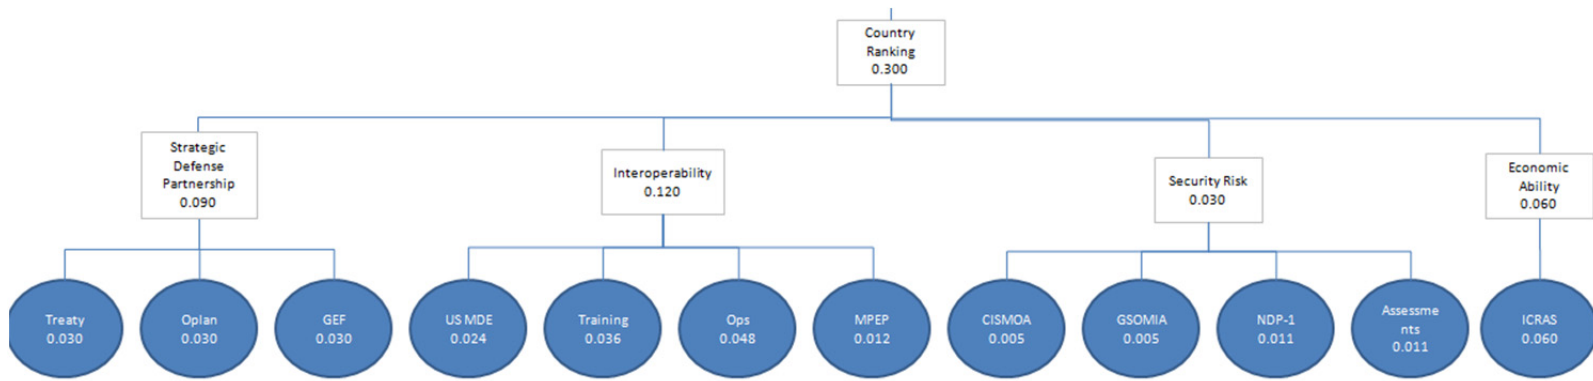 Country
Ranking
0.300
Strategic
Defense
Partnership
0.090
Interoperability
0.120
Security Risk
0.030
Economic
Ability
0.060
Treaty
0.030
Oplan
0.030
GEF
0.030
US MDE
0.024
Training
0.036
Ops
0.048
MPEP
0.012
CISMOA
0.005
GSOMIA
0.005
NDP-1
0.011
Assessme
nts
0.011
ICRAS
0.060